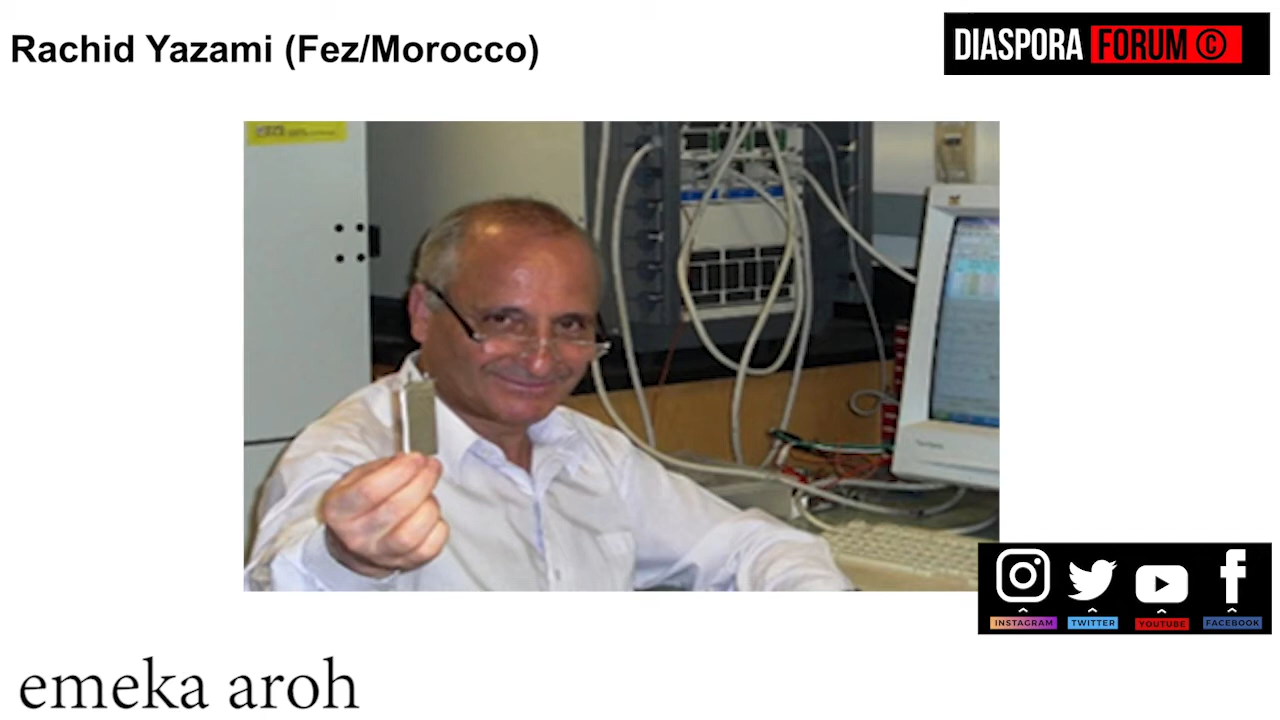 Rachid Yazami (Fez/Morocco)
DIASPORA FORUM ©
INSTAGRAM TWITTER YOUTUBE FACEBOOK
emeka aroh